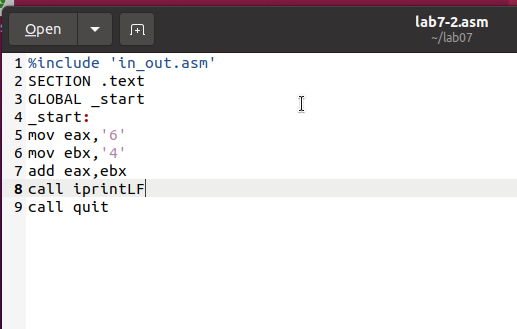 Open
lab7-2.asm
~/lab07
1 %include 'in_out.asm'
2 SECTION .text
3 GLOBAL _start
4 _start:
5 mov eax,'6'
6 mov ebx,'4'
7 add eax,ebx
8 call iprintLF
9 call quit